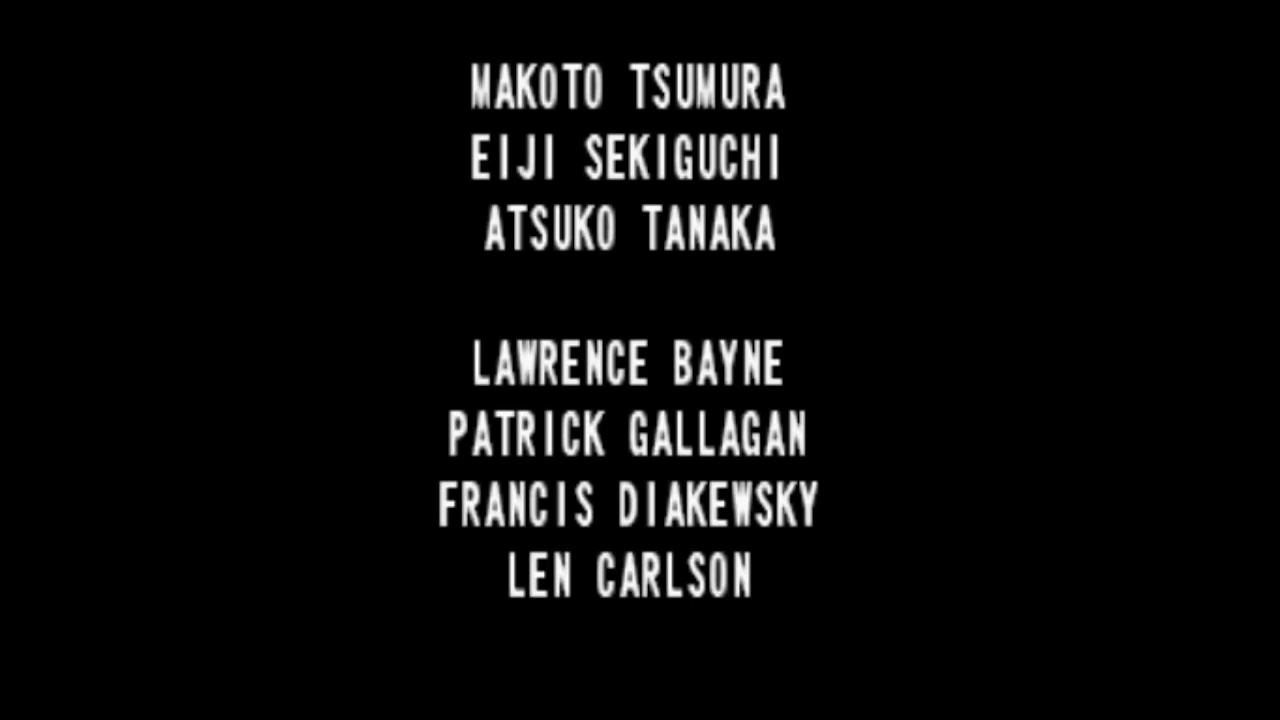 MAKOTO TSUMURA
EIJI SEKIGUCHI
ATSUKO TANAKA
LAWRENCE BAYNE
PATRICK GALLAGAN
FRANCIS DIAKEWSKY
LEN CARLSON